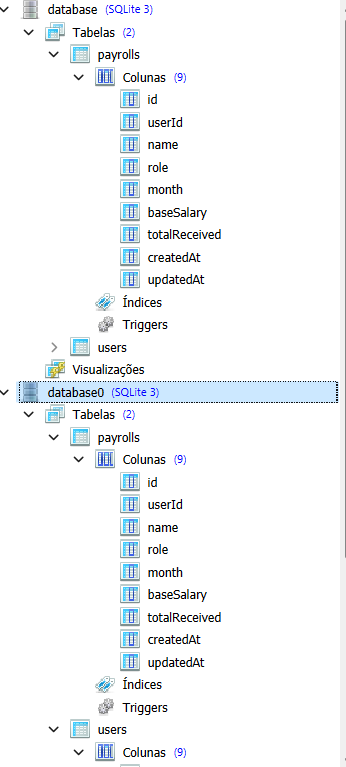 database (SQLite 3)
Tabelas (2)
payrolls
Colunas (9)
id
userId
name
role
month
baseSalary
totalReceived
createdAt
updatedAt
Índices
Triggers
users
Visualizações
database0 (SQLite 3)
Tabelas (2)
payrolls
Colunas (9)
id
userId
name
role
month
baseSalary
totalReceived
createdAt
updatedAt
Índices
Triggers
users
Colunas (9)